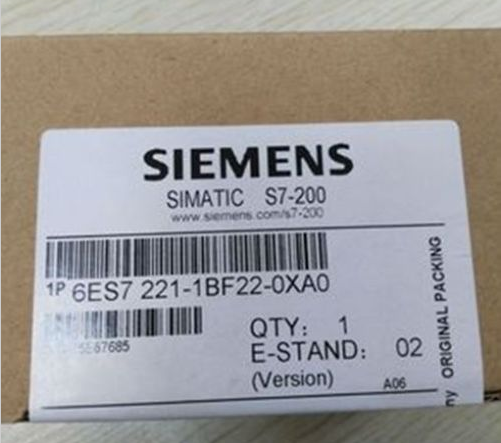 SIEMENS
SIMATIC S7-200
www.siemens.com/s7-200
1P 6ES7 221-1BF22-0XA0
QTY: 1
E-STAND: 02
(Version) A06
ORIGINAL PACKING